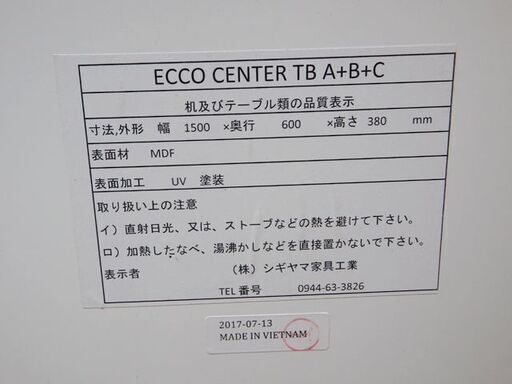 ECCO CENTER TB A+B+C
机及びテーブル類の品質表示
寸法,外形 幅 1500 ×奥行 600 ×高さ 380 mm
表面材 MDF
表面加工 UV 塗装
取り扱い上の注意
イ）直射日光、又は、ストーブなどの熱を避けて下さい。
ロ）加熱したなべ、湯沸かしなどを直接置かないで下さい。
表示者 （株）シギヤマ家具工業
TEL 番号 0944-63-3826
2017-07-13
MADE IN VIETNAM